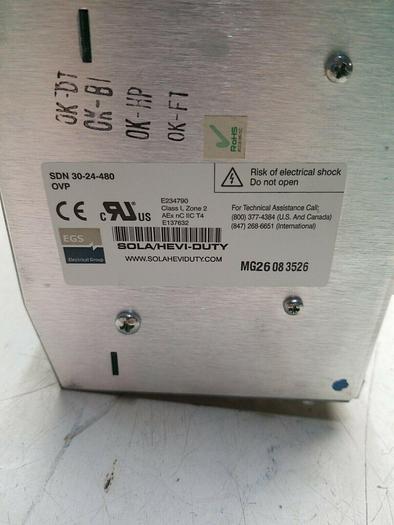 OK-DT
OK-BI
OK-HP
OK-FT
RoHS
SDN 30-24-480
OVP
Risk of electrical shock
Do not open
CE
c UR US
E234790
Class I, Zone 2
AEx nC IIC T4
E137632
For Technical Assistance Call;
(800) 377-4384 (U.S. And Canada)
(847) 268-6651 (International)
EGS
Electrical Group
SOLA/HEVI-DUTY
WWW.SOLAHEVIDUTY.COM
MG26 08 3526